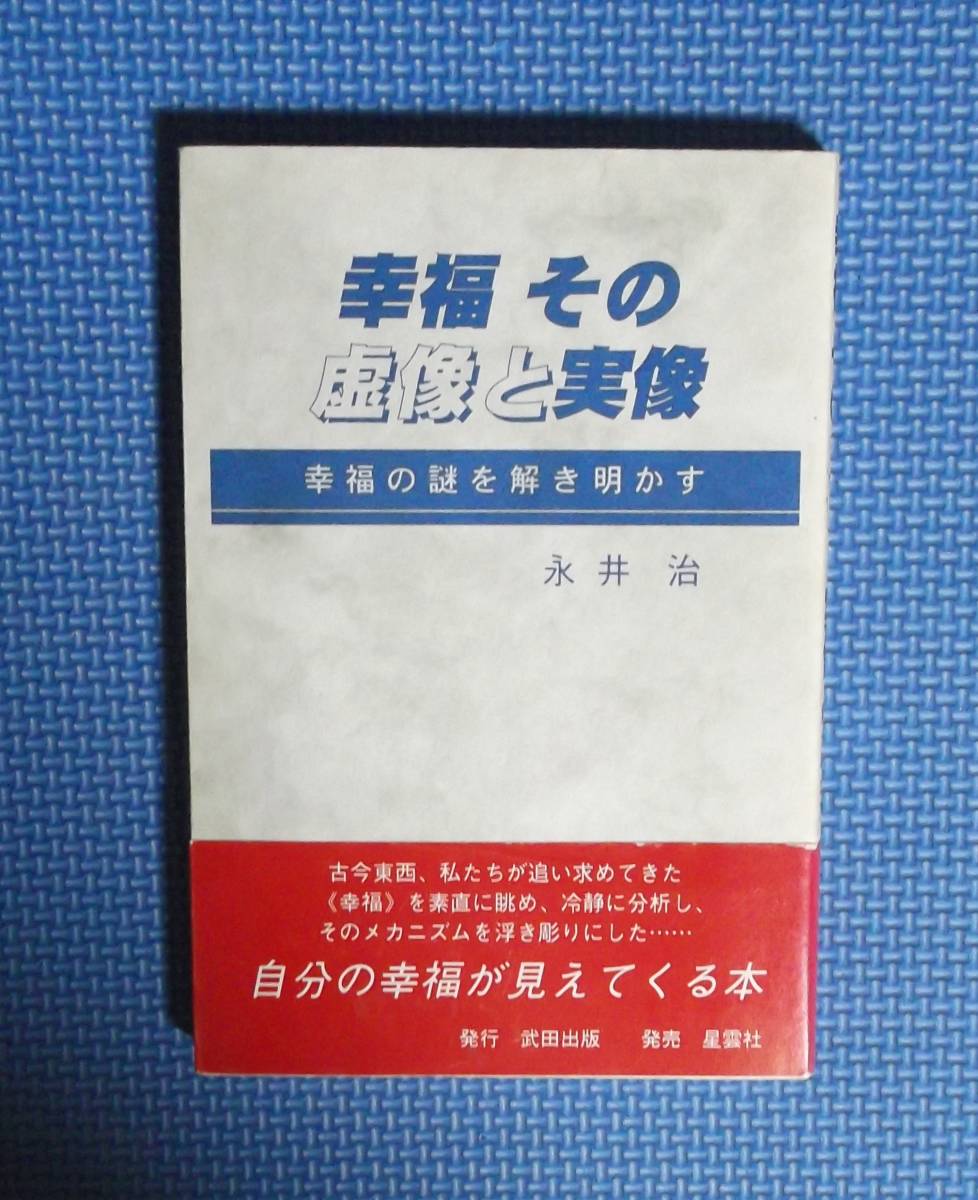 幸福 その
虚像と実像
幸福の謎を解き明かす
永井 治
古今東西、私たちが追い求めてきた
《幸福》を素直に眺め、冷静に分析し、
そのメカニズムを浮き彫りにした……
自分の幸福が見えてくる本
発行 武田出版 発売 星雲社